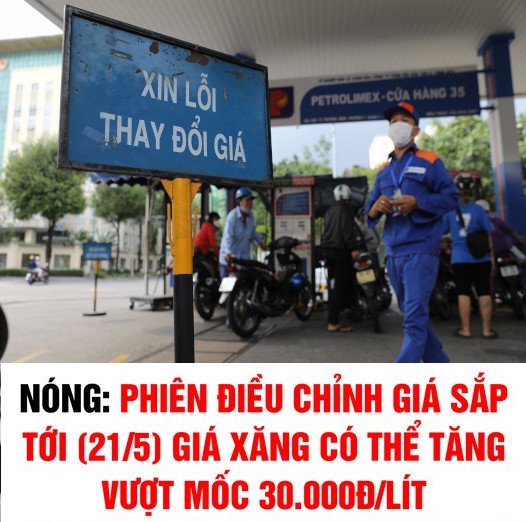 XIN LỖI
THAY ĐỔI GIÁ
PETROLIMEX - CỬA HÀNG 35
NÓNG: PHIÊN ĐIỀU CHỈNH GIÁ SẮP
TỚI (21/5) GIÁ XĂNG CÓ THỂ TĂNG
VƯỢT MỐC 30.000Đ/LÍT